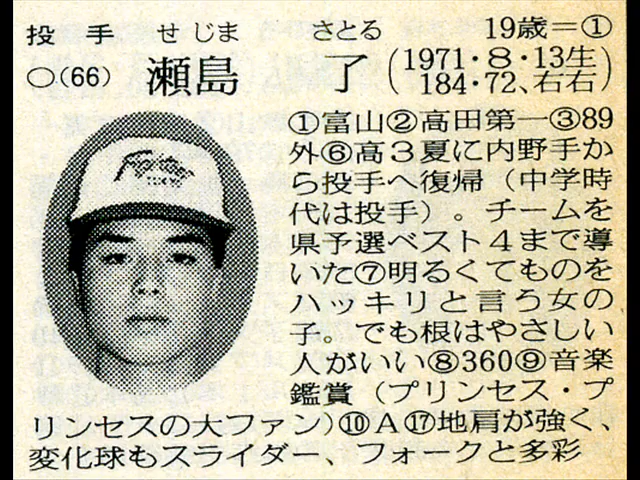 投手 せじま さとる 19歳=①
○(66) 瀬島 了 (1971・8・13生
184・72、右右)
①富山②高田第一③89
外⑥高3夏に内野手か
ら投手へ復帰(中学時
代は投手)。チームを
県予選ベスト4まで導
いた⑦明るくてものを
ハッキリと言う女の
子。でも根はやさしい
人がいい⑧360⑨音楽
鑑賞(プリンセス・プ
リンセスの大ファン)⑩A⑰地肩が強く、
変化球もスライダー、フォークと多彩